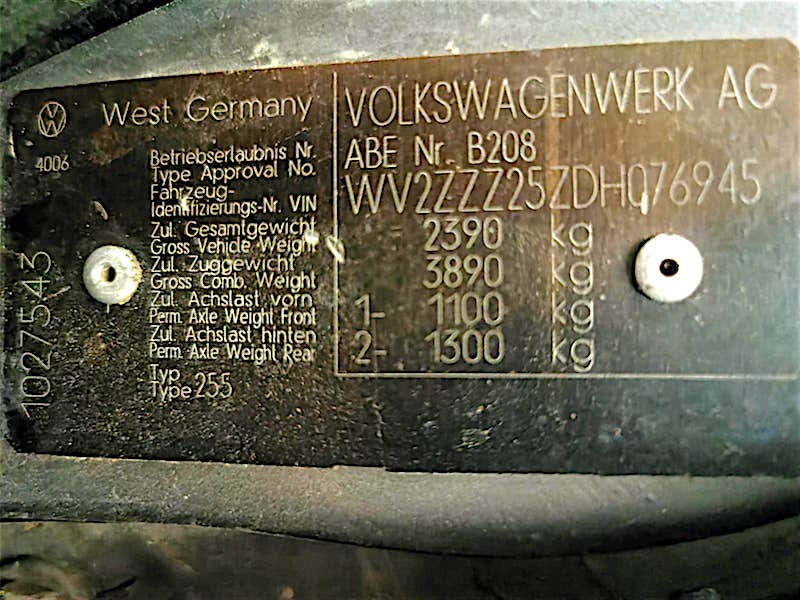 West Germany
VOLKSWAGENWERK AG
4006
Betriebserlaubnis Nr.
Type Approval No.
ABE Nr. B208
Fahrzeug-
Identifizierungs-Nr. VIN
WV2ZZZ25ZDH076945
Zul. Gesamtgewicht
Gross Vehicle Weight
2390 kg
Zul. Zuggewicht
Gross Comb. Weight
3890 kg
Zul. Achslast vorn
Perm. Axle Weight Front
1- 1100 kg
Zul. Achslast hinten
Perm. Axle Weight Rear
2- 1300 kg
Typ
Type 255
1027543